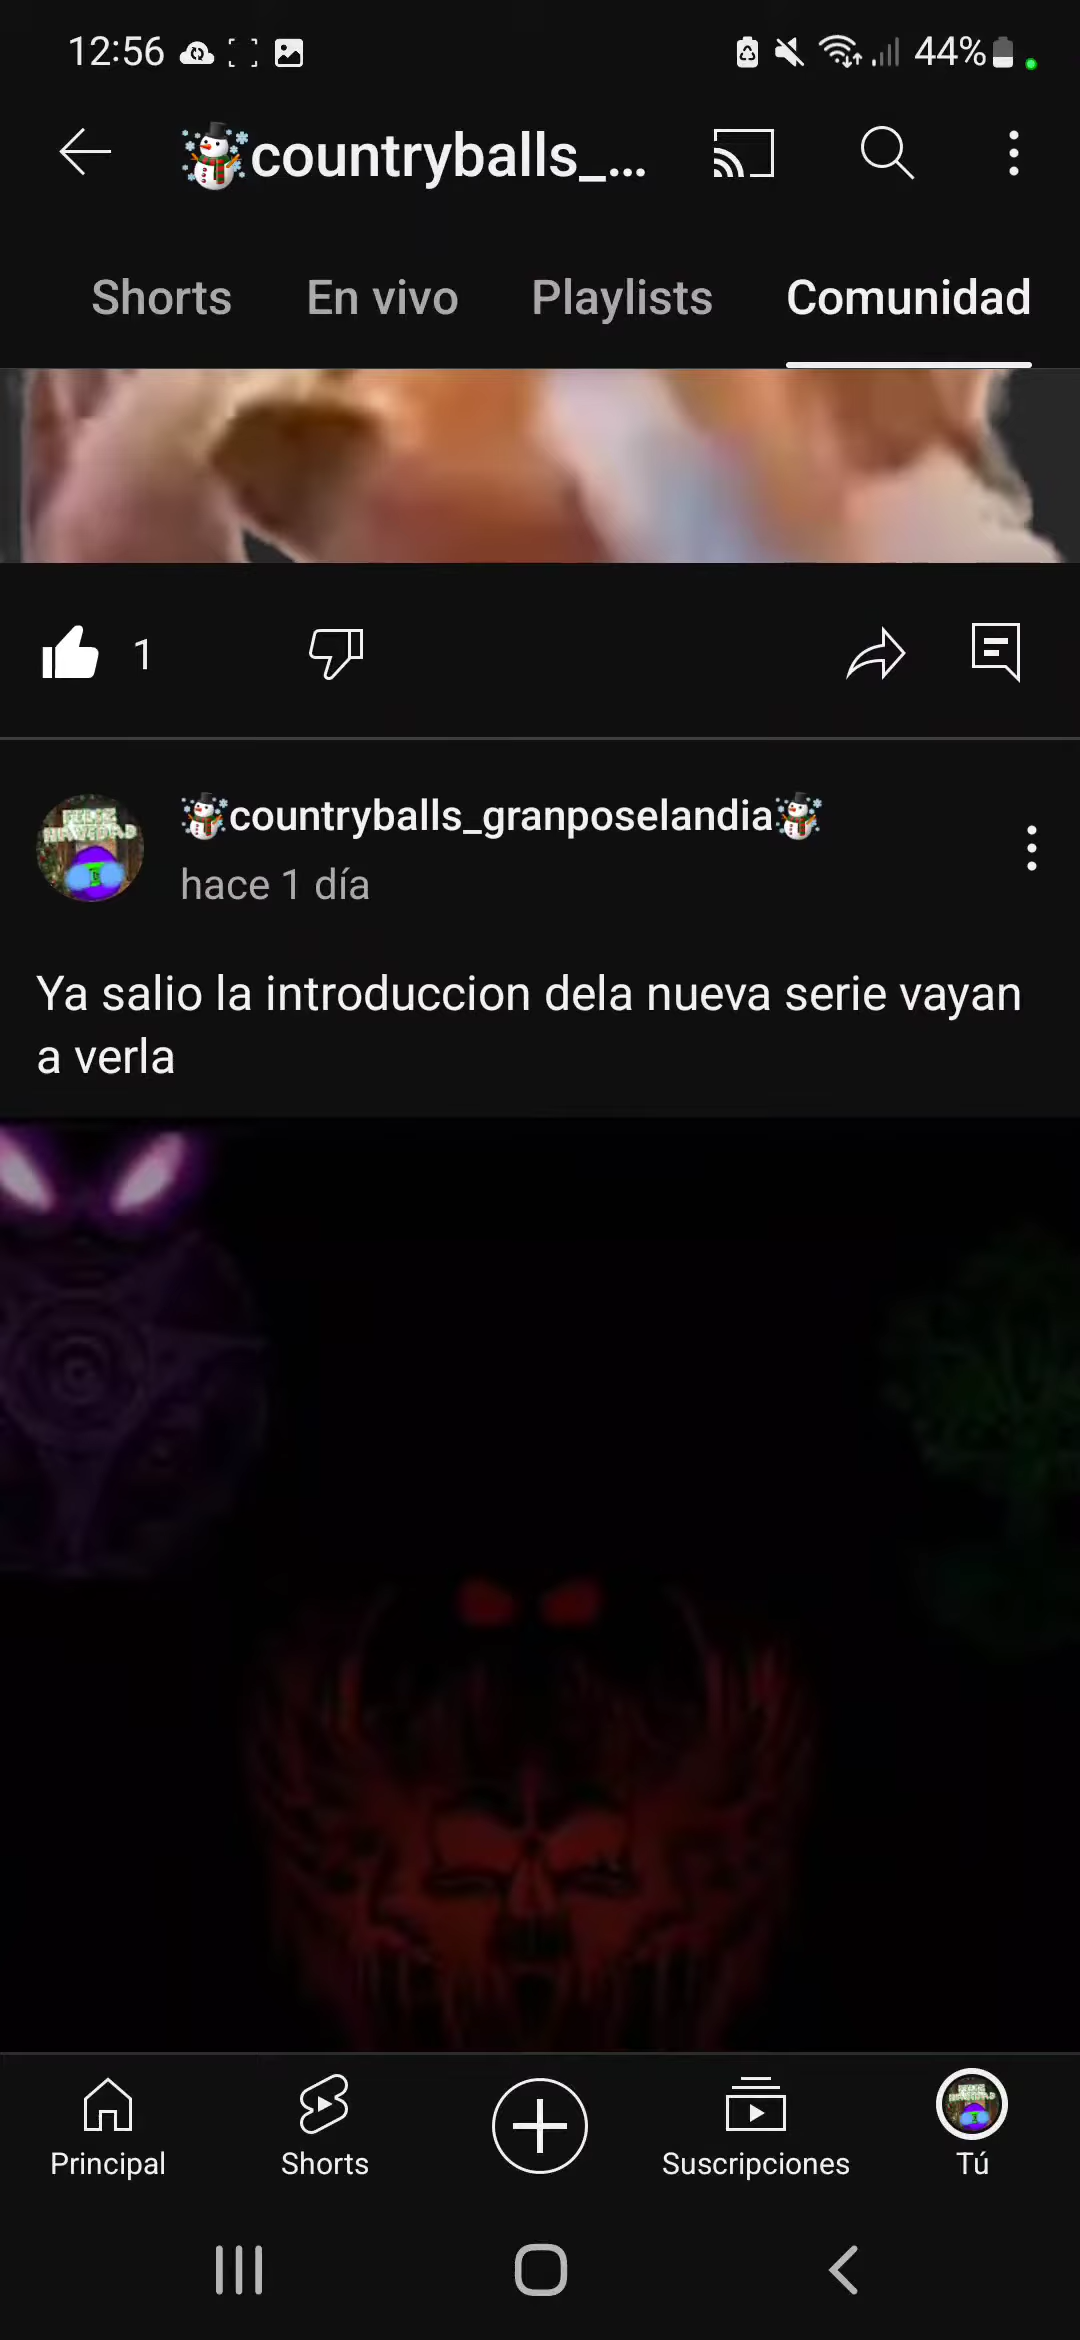 12:56 44%
☃️countryballs_...
Shorts En vivo Playlists Comunidad
1
☃️countryballs_granposelandia☃️
hace 1 día
Ya salio la introduccion dela nueva serie vayan
a verla
Principal Shorts Suscripciones Tú